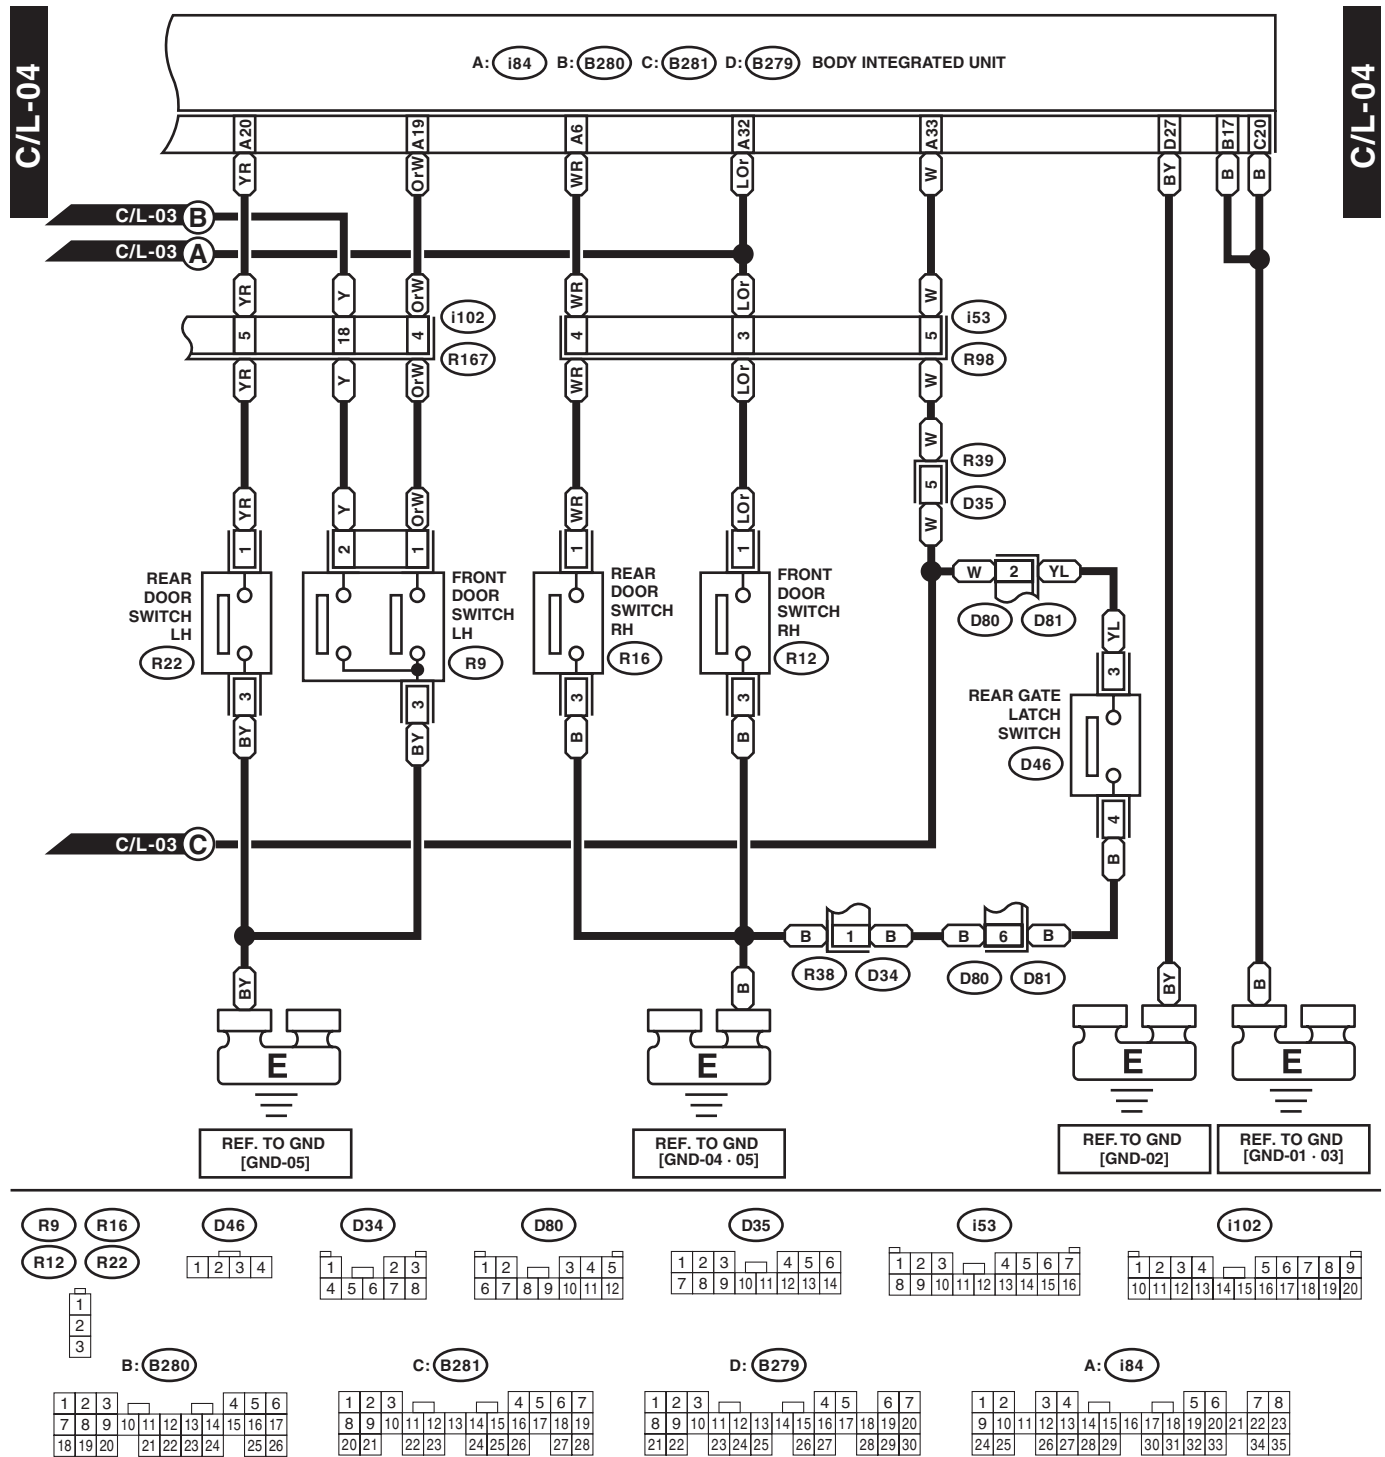 C/L-04
C/L-04
A: i84 B: B280 C: B281 D: B279 BODY INTEGRATED UNIT
A20 A19 A6 A32 A33 D27 B17 C20
YR OrW WR LOr W BY B B
C/L-03 B
C/L-03 A
YR Y OrW WR LOr W
i102 i53
5 18 4 4 3 5
R167 R98
YR Y OrW WR LOr W
W
R39
5
D35
YR Y OrW WR LOr W
1 2 1 1 1
W 2 YL
D80 D81
REAR DOOR SWITCH LH
R22
FRONT DOOR SWITCH LH
R9
REAR DOOR SWITCH RH
R16
FRONT DOOR SWITCH RH
R12
YL
3
3 3 3 3
BY BY B B
REAR GATE
LATCH
SWITCH
D46
4
B
C/L-03 C
B 1 B B 6 B
R38 D34 D80 D81
BY B BY B
E E E E
REF. TO GND
[GND-05]
REF. TO GND
[GND-04 · 05]
REF. TO GND
[GND-02]
REF. TO GND
[GND-01 · 03]
R9 R16 D46 D34 D80 D35 i53 i102
R12 R22
1
2
3
1 2 3 4
1 2 3
4 5 6 7 8
1 2 3 4 5
6 7 8 9 10 11 12
1 2 3 4 5 6
7 8 9 10 11 12 13 14
1 2 3 4 5 6 7
8 9 10 11 12 13 14 15 16
1 2 3 4 5 6 7 8 9
10 11 12 13 14 15 16 17 18 19 20
B: B280 C: B281 D: B279 A: i84
1 2 3 4 5 6
7 8 9 10 11 12 13 14 15 16 17
18 19 20 21 22 23 24 25 26
1 2 3 4 5 6 7
8 9 10 11 12 13 14 15 16 17 18 19
20 21 22 23 24 25 26 27 28
1 2 3 4 5 6 7
8 9 10 11 12 13 14 15 16 17 18 19 20
21 22 23 24 25 26 27 28 29 30
1 2 3 4 5 6 7 8
9 10 11 12 13 14 15 16 17 18 19 20 21 22 23
24 25 26 27 28 29 30 31 32 33 34 35